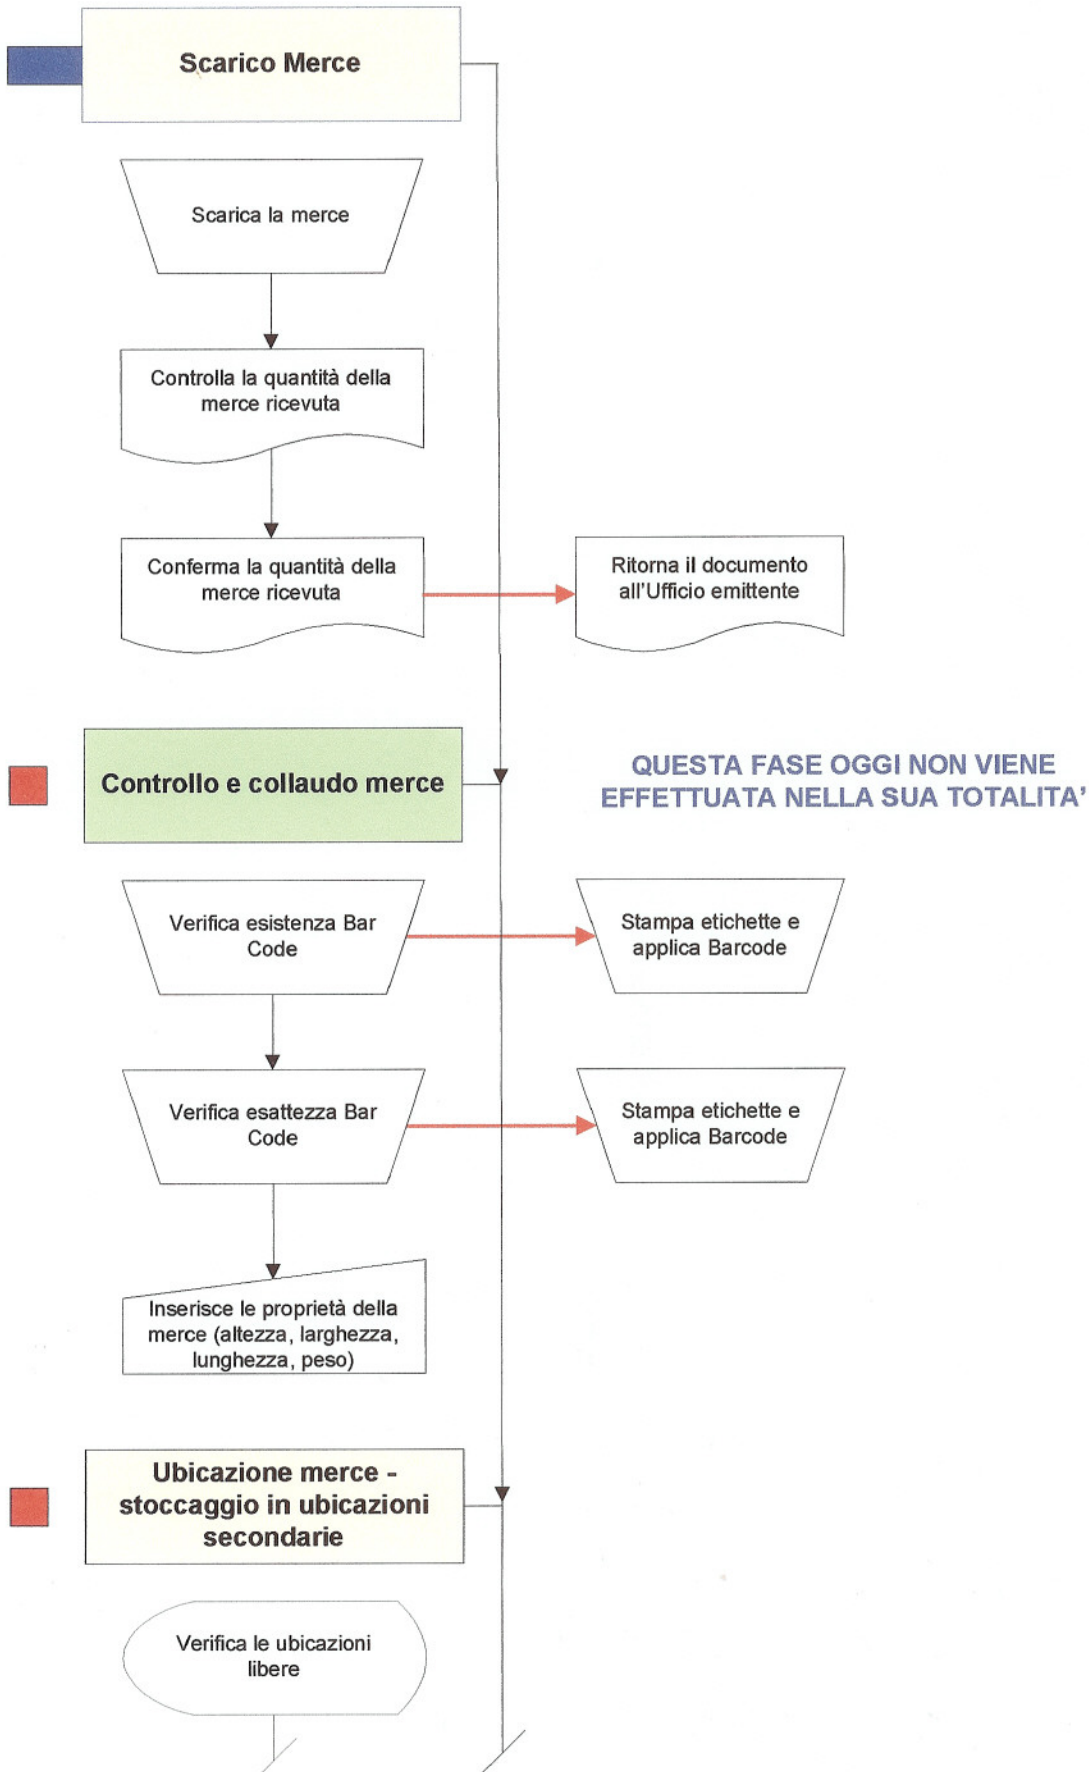 Scarico Merce
Scarica la merce
Controlla la quantità della
merce ricevuta
Conferma la quantità della
merce ricevuta
Ritorna il documento
all'Ufficio emittente
Controllo e collaudo merce
QUESTA FASE OGGI NON VIENE
EFFETTUATA NELLA SUA TOTALITA'
Verifica esistenza Bar
Code
Stampa etichette e
applica Barcode
Verifica esattezza Bar
Code
Stampa etichette e
applica Barcode
Inserisce le proprietà della
merce (altezza, larghezza,
lunghezza, peso)
Ubicazione merce -
stoccaggio in ubicazioni
secondarie
Verifica le ubicazioni
libere